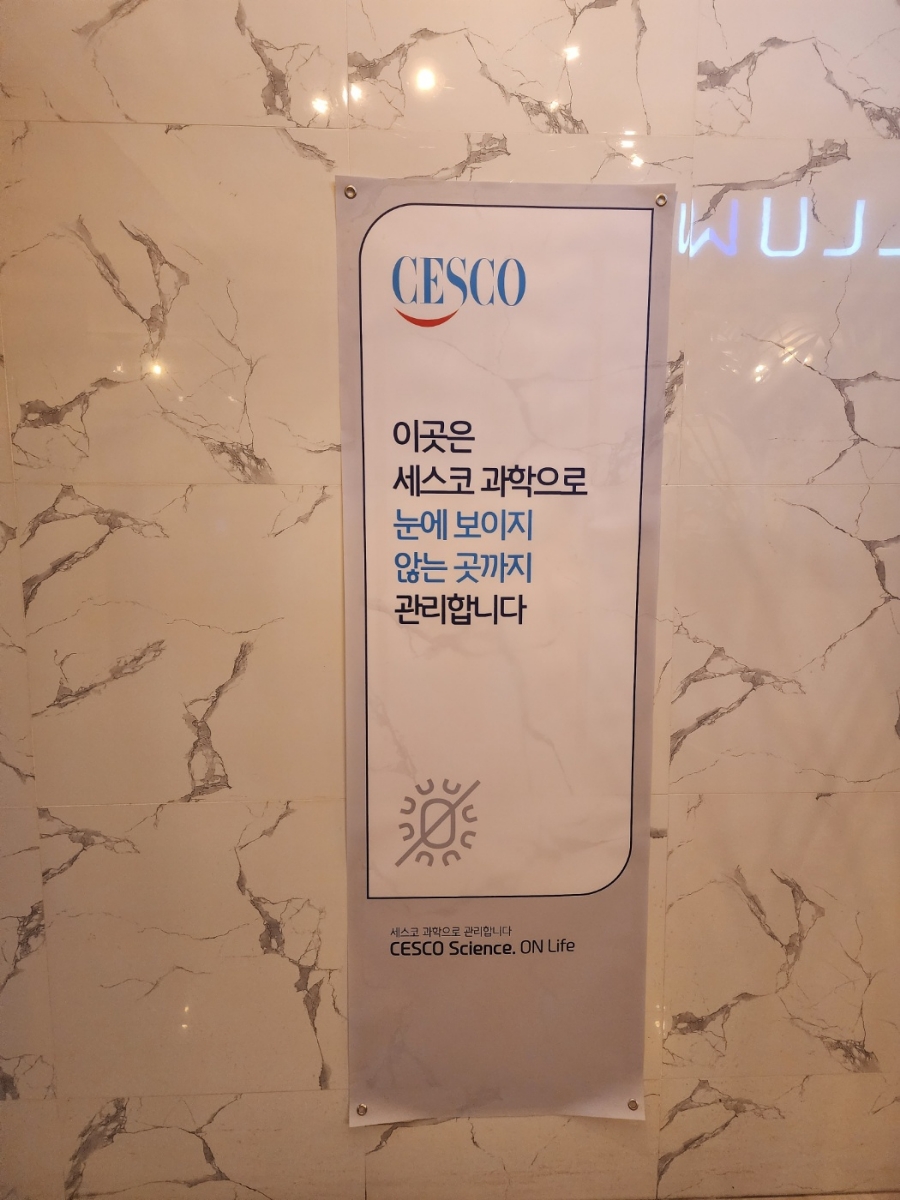 CESCO
이곳은
세스코 과학으로
눈에 보이지
않는 곳까지
관리합니다
세스코 과학으로 관리합니다
CESCO Science. ON Life